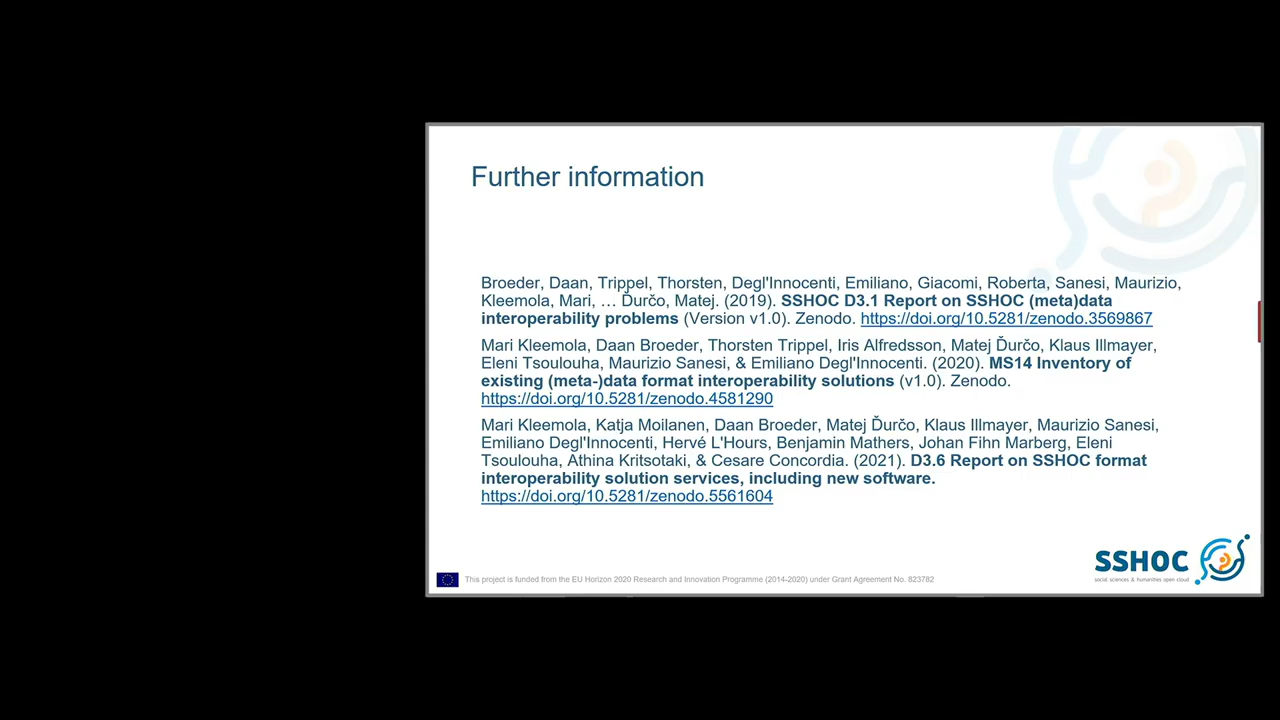 Further information
Broeder, Daan, Trippel, Thorsten, Degl'Innocenti, Emiliano, Giacomi, Roberta, Sanesi, Maurizio,
Kleemola, Mari, … Ďurčo, Matej. (2019). SSHOC D3.1 Report on SSHOC (meta)data
interoperability problems (Version v1.0). Zenodo. https://doi.org/10.5281/zenodo.3569867
Mari Kleemola, Daan Broeder, Thorsten Trippel, Iris Alfredsson, Matej Ďurčo, Klaus Illmayer,
Eleni Tsoulouha, Maurizio Sanesi, & Emiliano Degl'Innocenti. (2020). MS14 Inventory of
existing (meta-)data format interoperability solutions (v1.0). Zenodo.
https://doi.org/10.5281/zenodo.4581290
Mari Kleemola, Katja Moilanen, Daan Broeder, Matej Ďurčo, Klaus Illmayer, Maurizio Sanesi,
Emiliano Degl'Innocenti, Hervé L'Hours, Benjamin Mathers, Johan Fihn Marberg, Eleni
Tsoulouha, Athina Kritsotaki, & Cesare Concordia. (2021). D3.6 Report on SSHOC format
interoperability solution services, including new software.
https://doi.org/10.5281/zenodo.5561604
SSHOC
social sciences & humanities open cloud
This project is funded from the EU Horizon 2020 Research and Innovation Programme (2014-2020) under Grant Agreement No. 823782